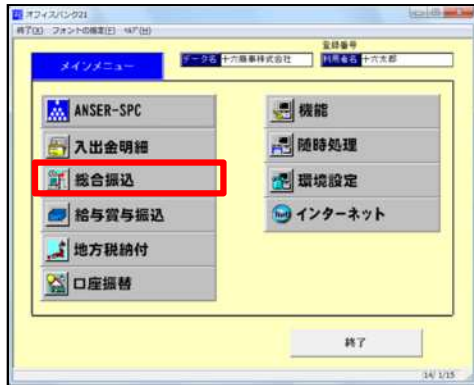 オフィスバンク21
終了(X) フォントの指定(F) ヘルプ(H)
登録番号
メインメニュー
データ名 十六商事株式会社 利用者名 十六太郎
ANSER-SPC
入出金明細
総合振込
給与賞与振込
地方税納付
口座振替
機能
随時処理
環境設定
インターネット
終了
14/ 1/15